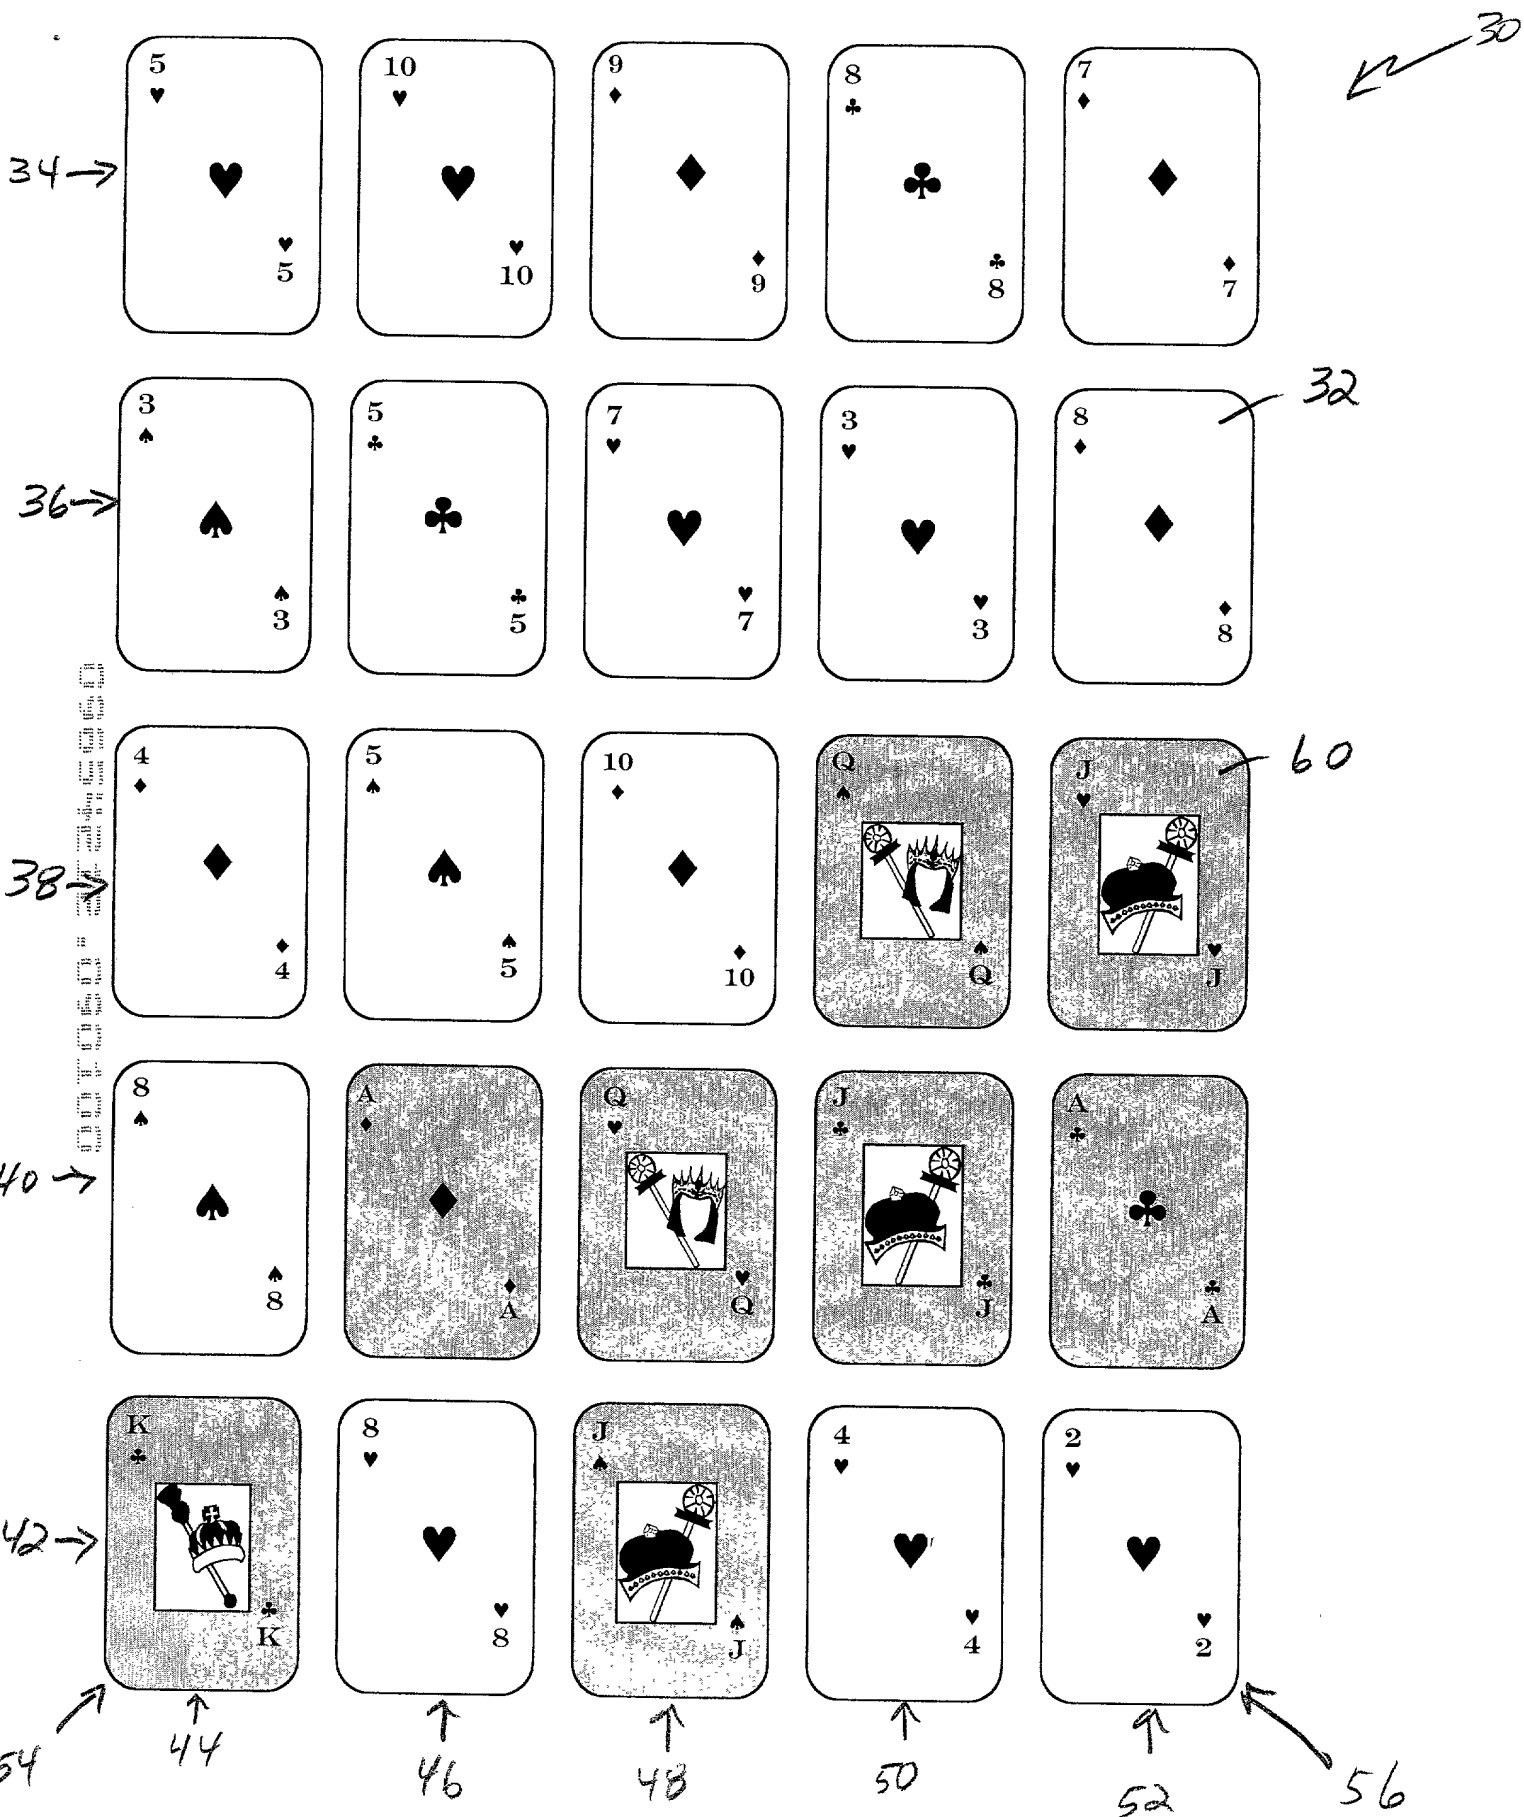 30
5 10 9 8 7
♥ ♥ ♦ ♣ ♦
34 → ♥ ♥ ♦ ♣ ♦
♥ ♥ ♦ ♣ ♦
5 10 9 8 7
32
3 5 7 3 8
♠ ♣ ♥ ♥ ♦
36 → ♠ ♣ ♥ ♥ ♦
♠ ♣ ♥ ♥ ♦
3 5 7 3 8
60
4 5 10 Q J
♦ ♠ ♦ ♠ ♥
38 → ♦ ♠ ♦
♦ ♠ ♦ ♠ ♥
4 5 10 Q J
8 A Q J A
♠ ♦ ♥ ♣ ♣
40 → ♠ ♦ ♣
♠ ♦ ♥ ♣ ♣
8 A Q J A
K 8 J 4 2
♣ ♥ ♠ ♥ ♥
42 → ♥ ♥ ♥
♣ ♥ ♠ ♥ ♥
K 8 J 4 2
54 44 46 48 50 52 56